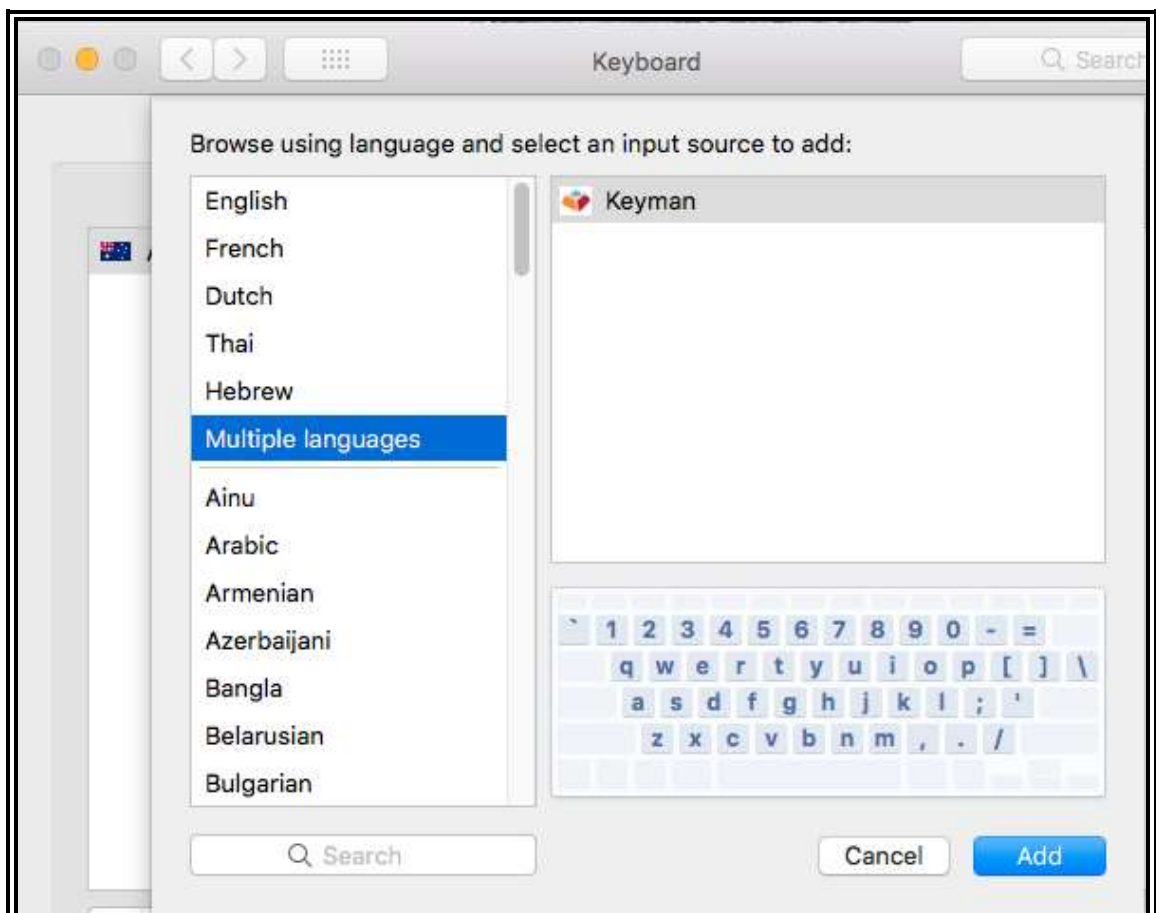 Keyboard
Search
Browse using language and select an input source to add:
English
French
Dutch
Thai
Hebrew
Multiple languages
Ainu
Arabic
Armenian
Azerbaijani
Bangla
Belarusian
Bulgarian
Keyman
` 1 2 3 4 5 6 7 8 9 0 - =
q w e r t y u i o p [ ] \
a s d f g h j k l ; '
z x c v b n m , . /
Search
Cancel
Add